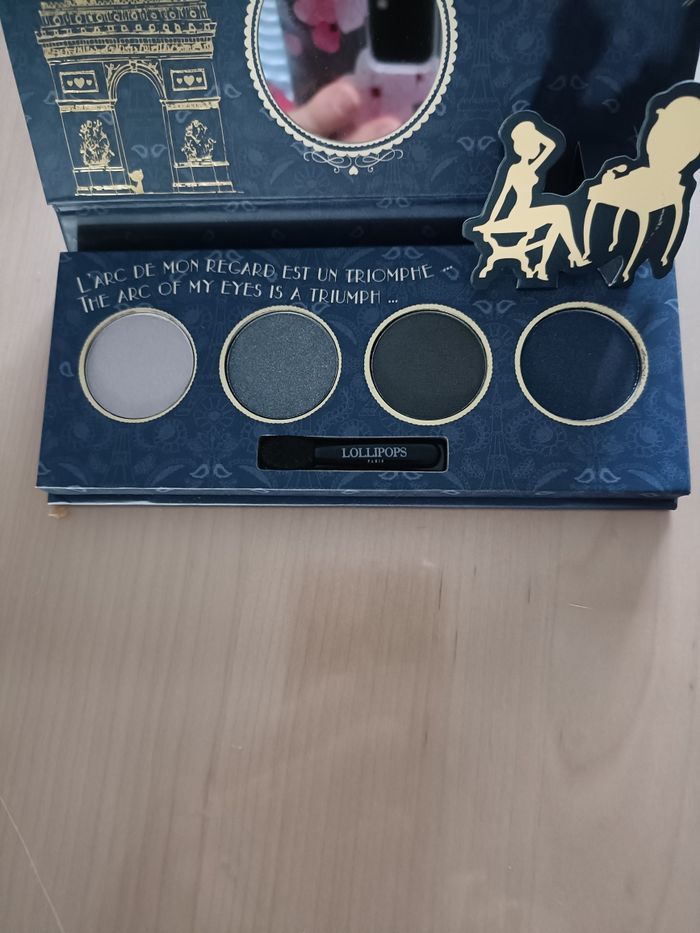 L'ARC DE MON REGARD EST UN TRIOMPHE ...
THE ARC OF MY EYES IS A TRIUMPH ...
LOLLIPOPS
PARIS